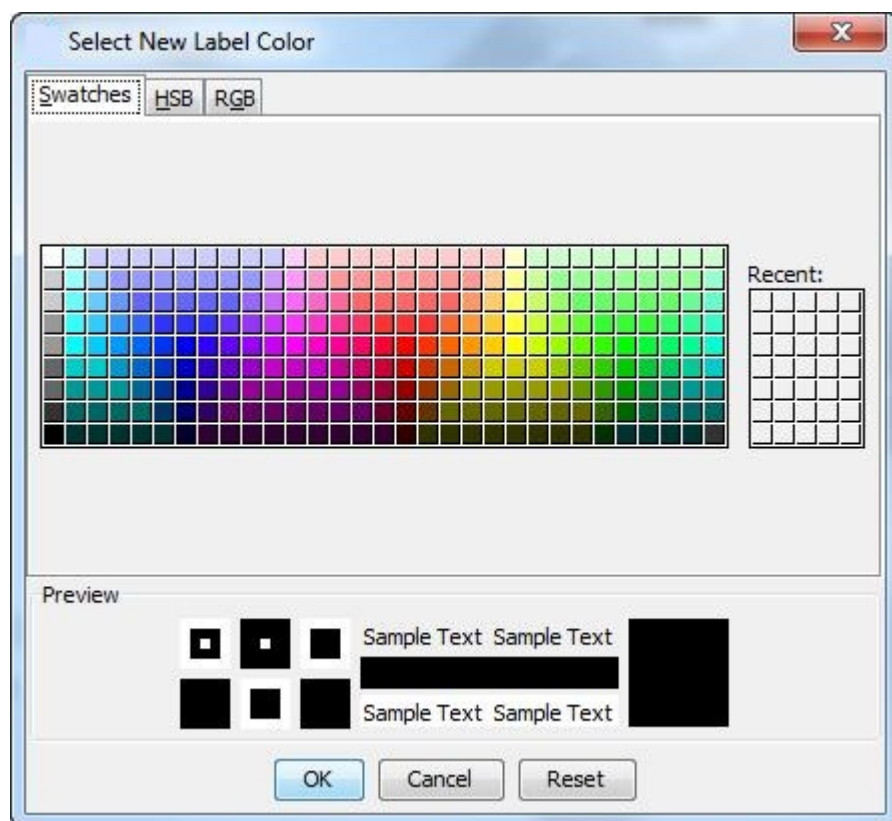 Select New Label Color
Swatches HSB RGB
Recent:
Preview
Sample Text Sample Text
Sample Text Sample Text
OK Cancel Reset